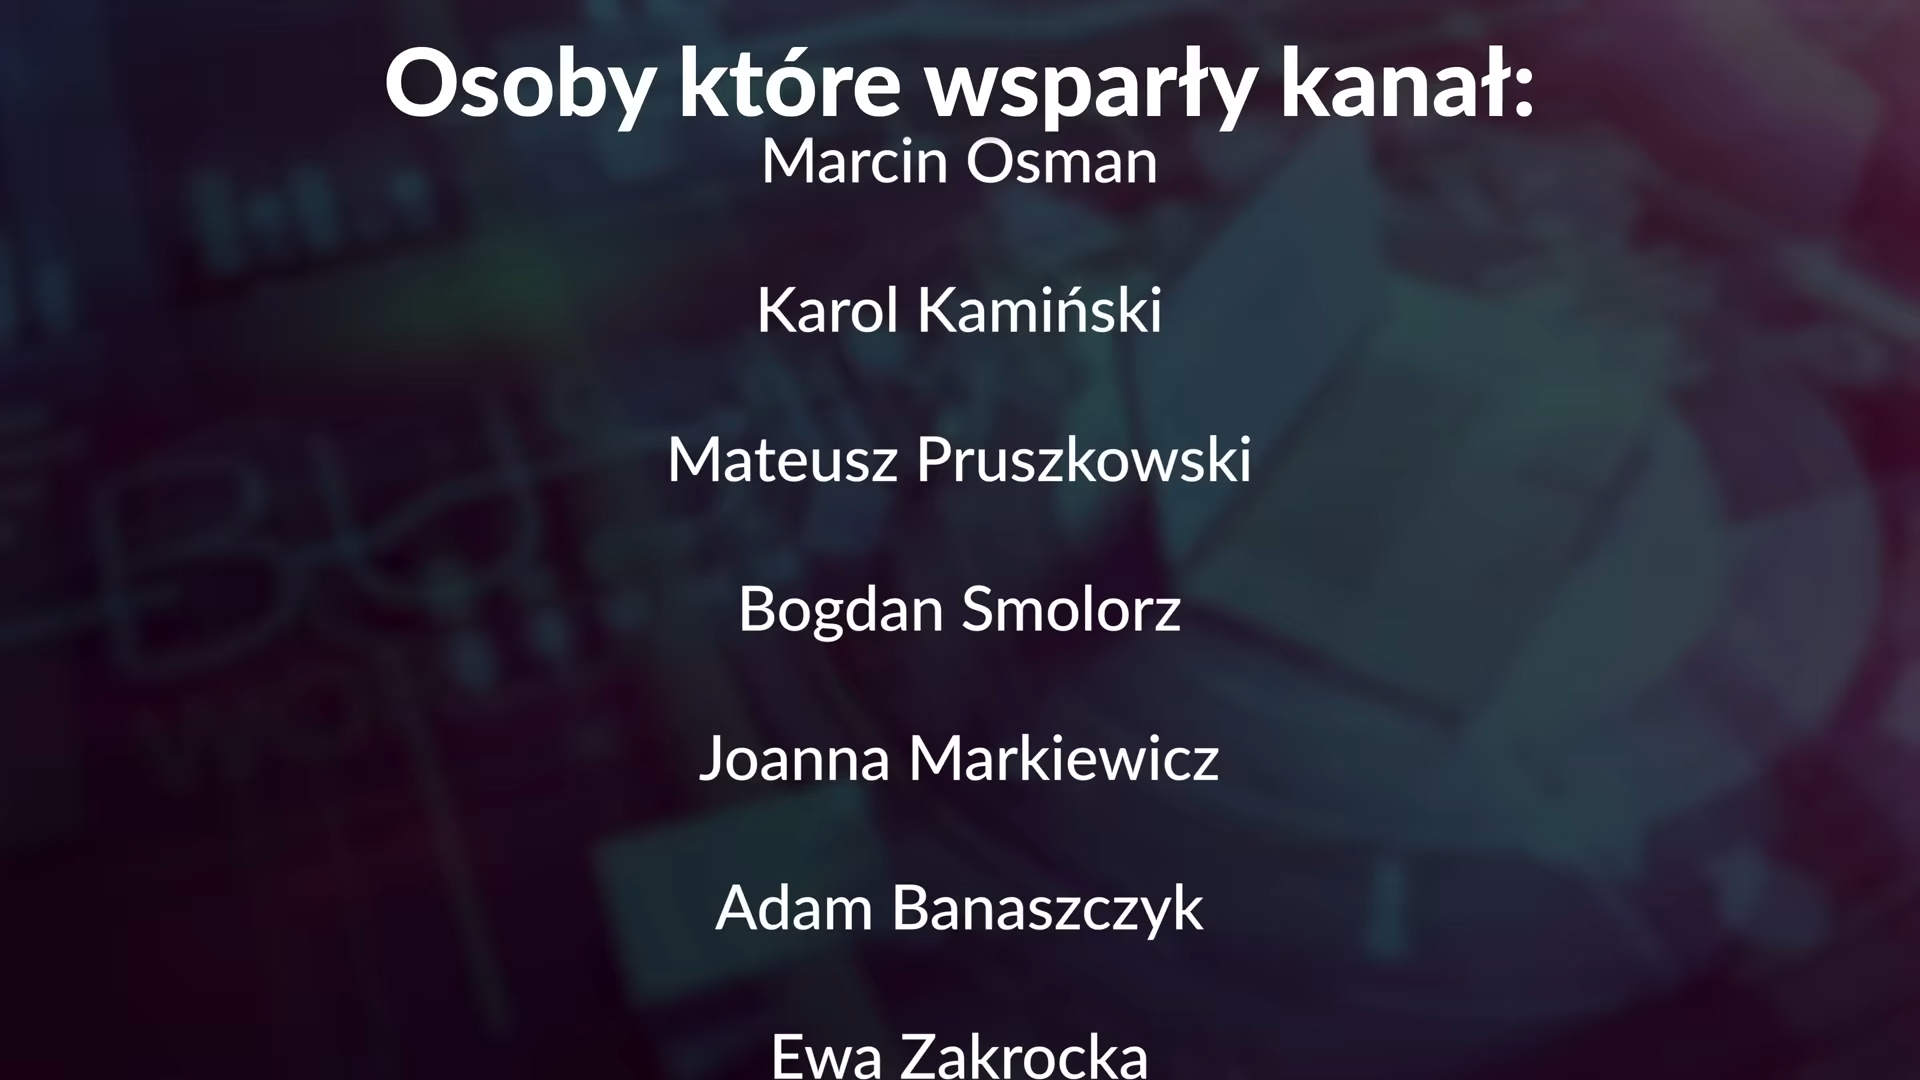 Osoby które wsparły kanał:
Marcin Osman
Karol Kamiński
Mateusz Pruszkowski
Bogdan Smolorz
Joanna Markiewicz
Adam Banaszczyk
Ewa Zakrocka